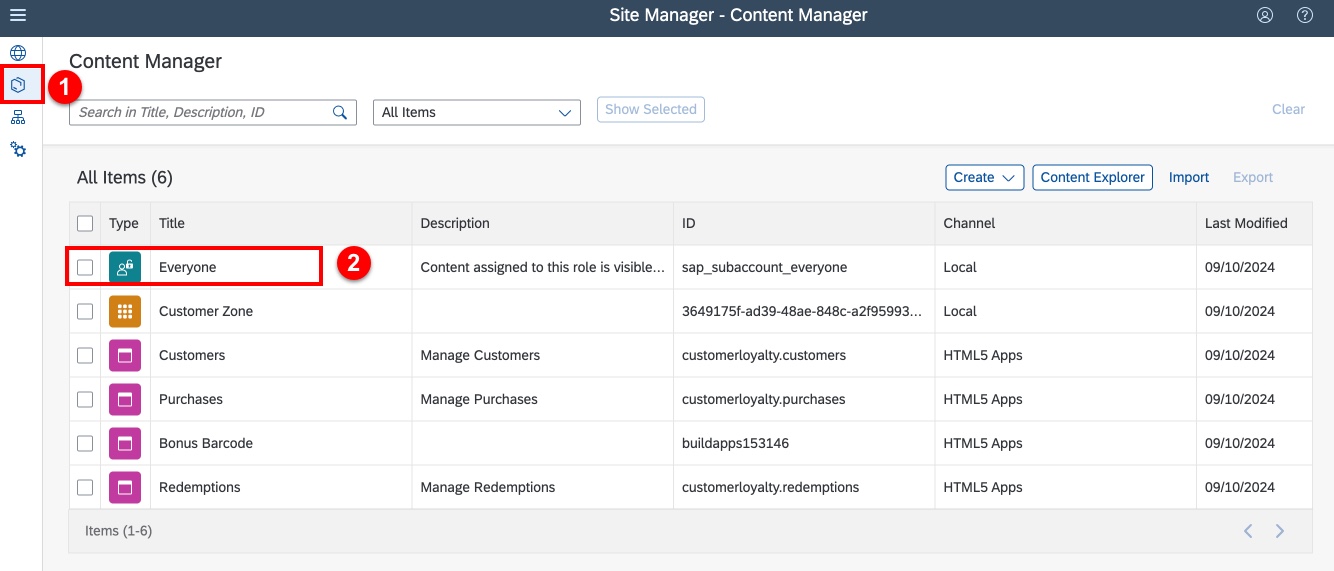 Site Manager - Content Manager
Content Manager
1
Search in Title, Description, ID All Items Show Selected Clear
All Items (6) Create Content Explorer Import Export
Type Title Description ID Channel Last Modified
Everyone 2 Content assigned to this role is visible... sap_subaccount_everyone Local 09/10/2024
Customer Zone 3649175f-ad39-48ae-848c-a2f95993... Local 09/10/2024
Customers Manage Customers customerloyalty.customers HTML5 Apps 09/10/2024
Purchases Manage Purchases customerloyalty.purchases HTML5 Apps 09/10/2024
Bonus Barcode buildapps153146 HTML5 Apps 09/10/2024
Redemptions Manage Redemptions customerloyalty.redemptions HTML5 Apps 09/10/2024
Items (1-6)